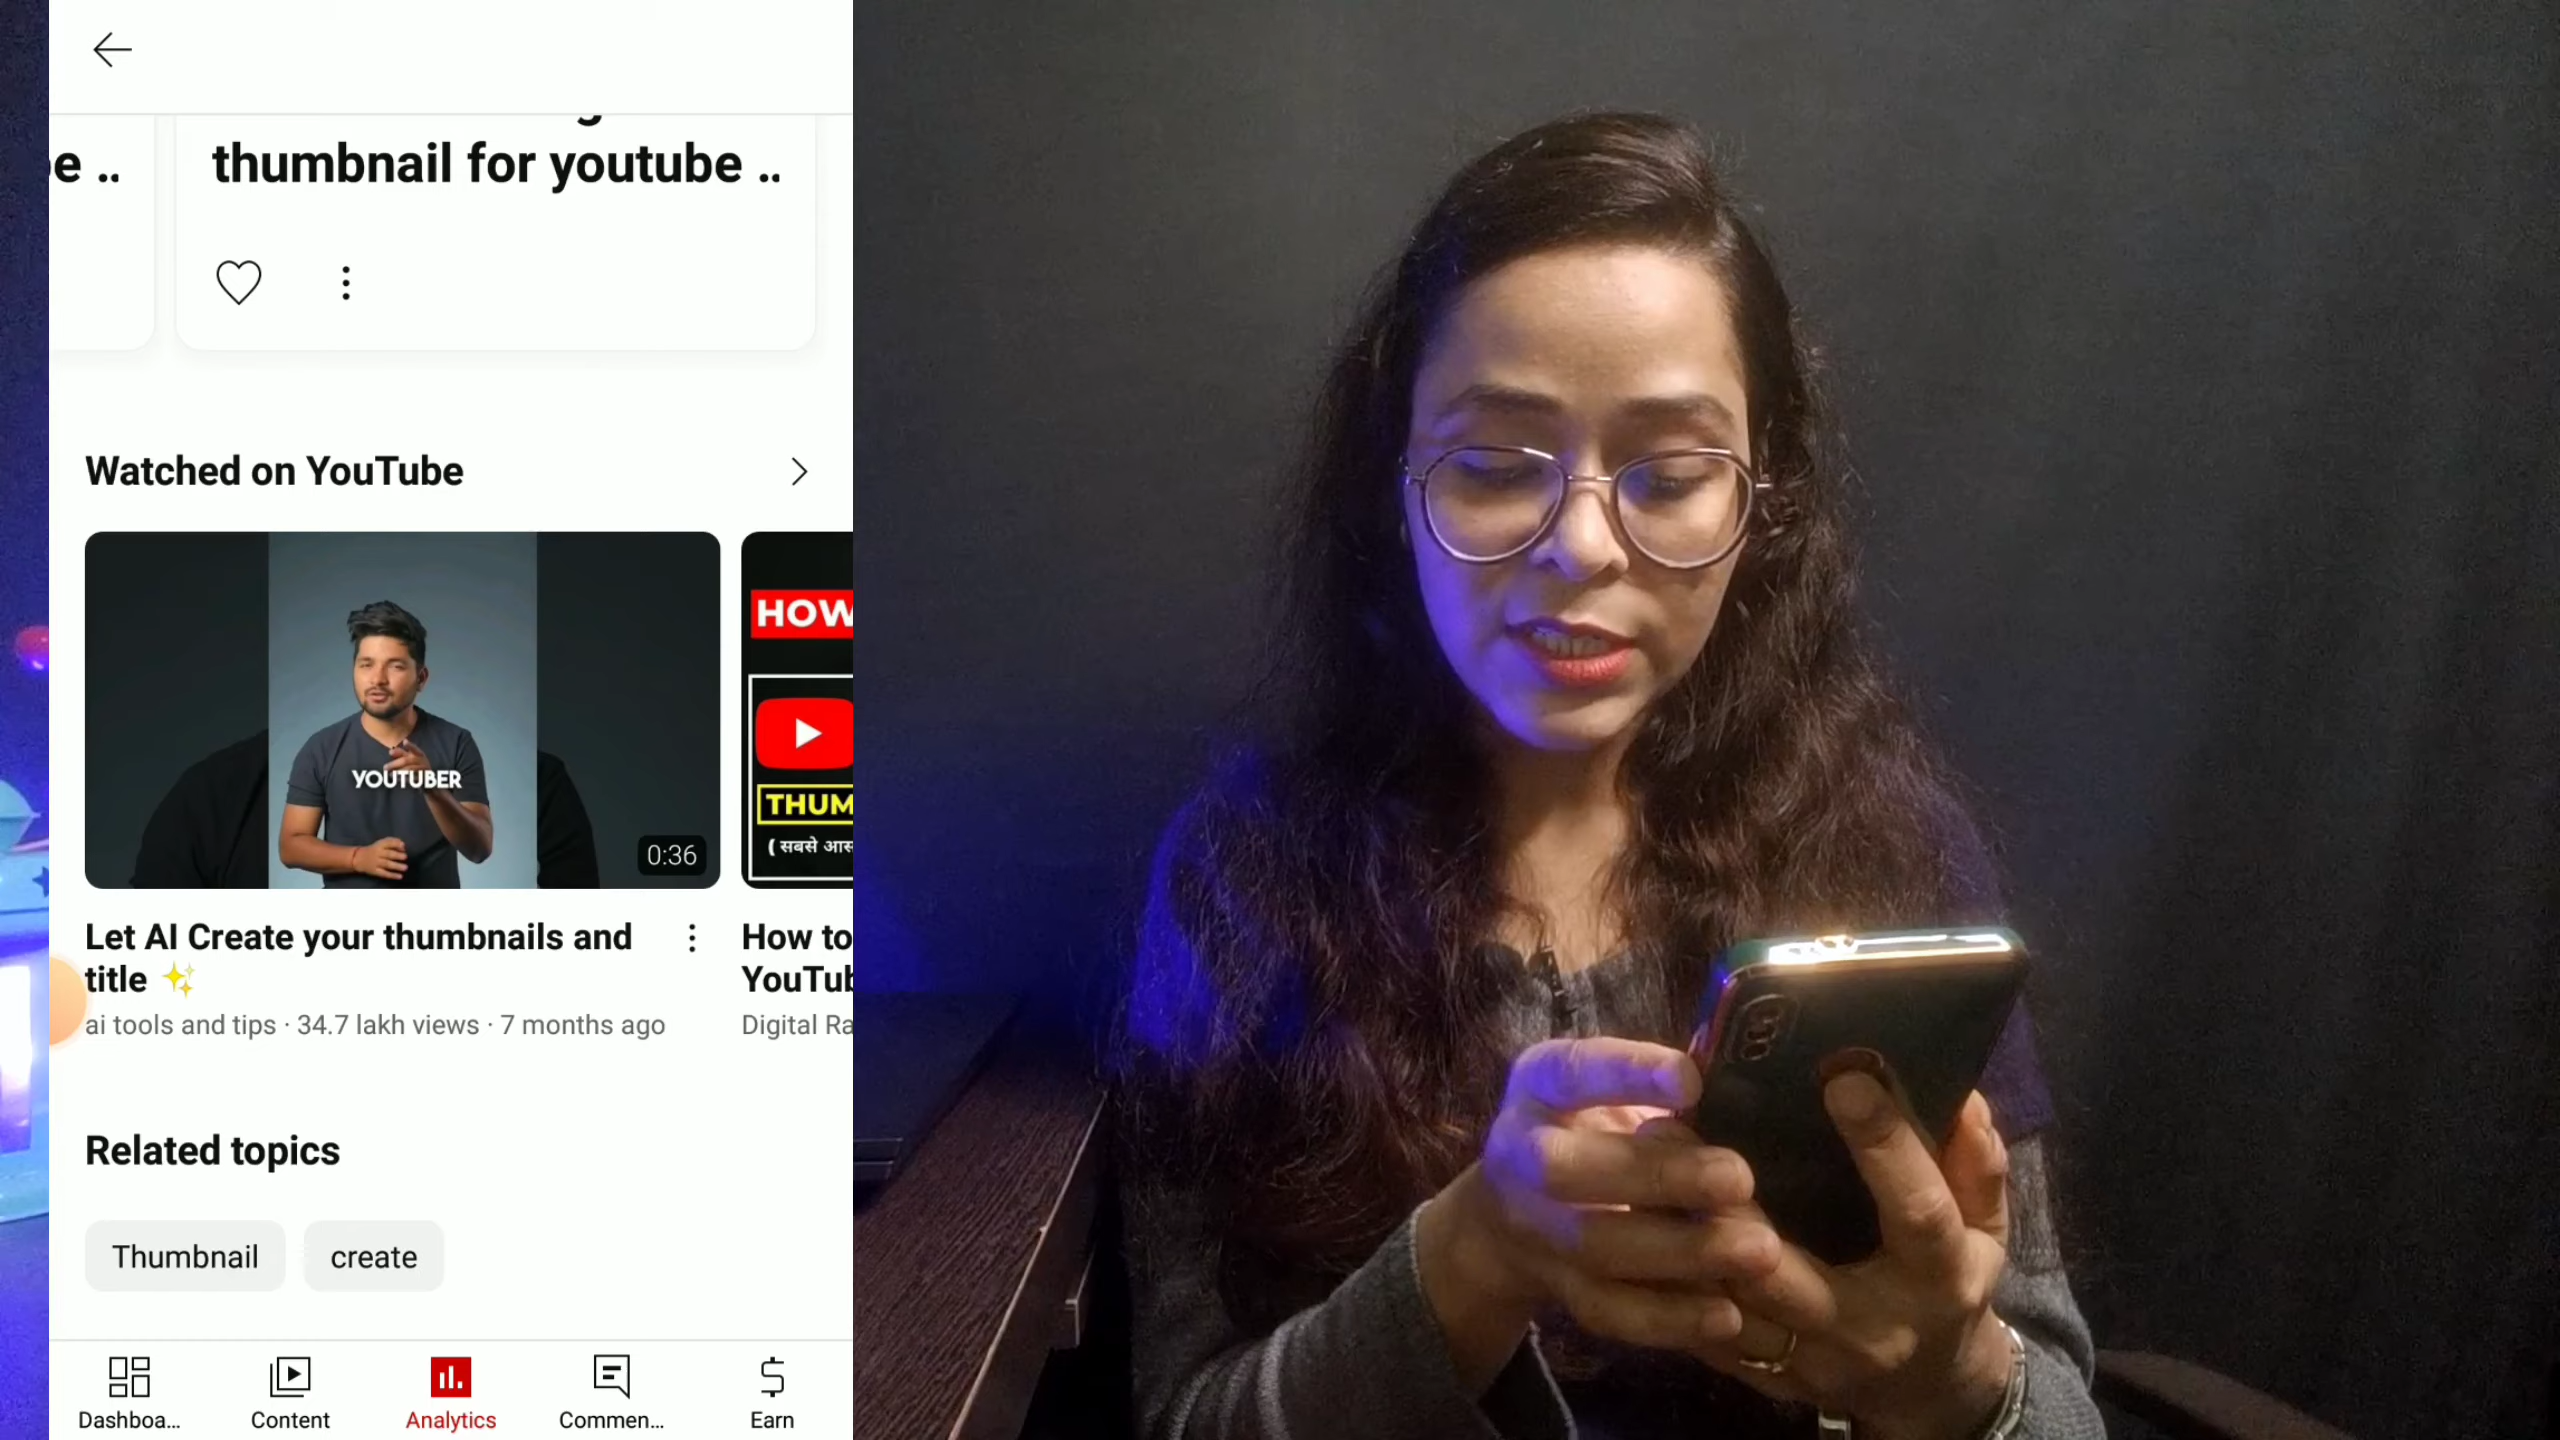 thumbnail for youtube ..
Watched on YouTube
YOUTUBER
0:36
HOW
THUM
( सबसे
Let AI Create your thumbnails and
title ✨
ai tools and tips · 34.7 lakh views · 7 months ago
How to
Digital
Related topics
Thumbnail
create
Dashboa...
Content
Analytics
Commen...
Earn